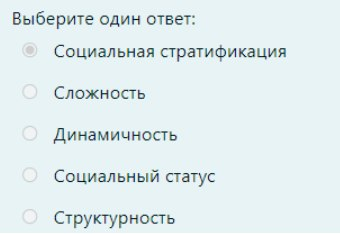 Выберите один ответ:
Социальная стратификация
Сложность
Динамичность
Социальный статус
Структурность